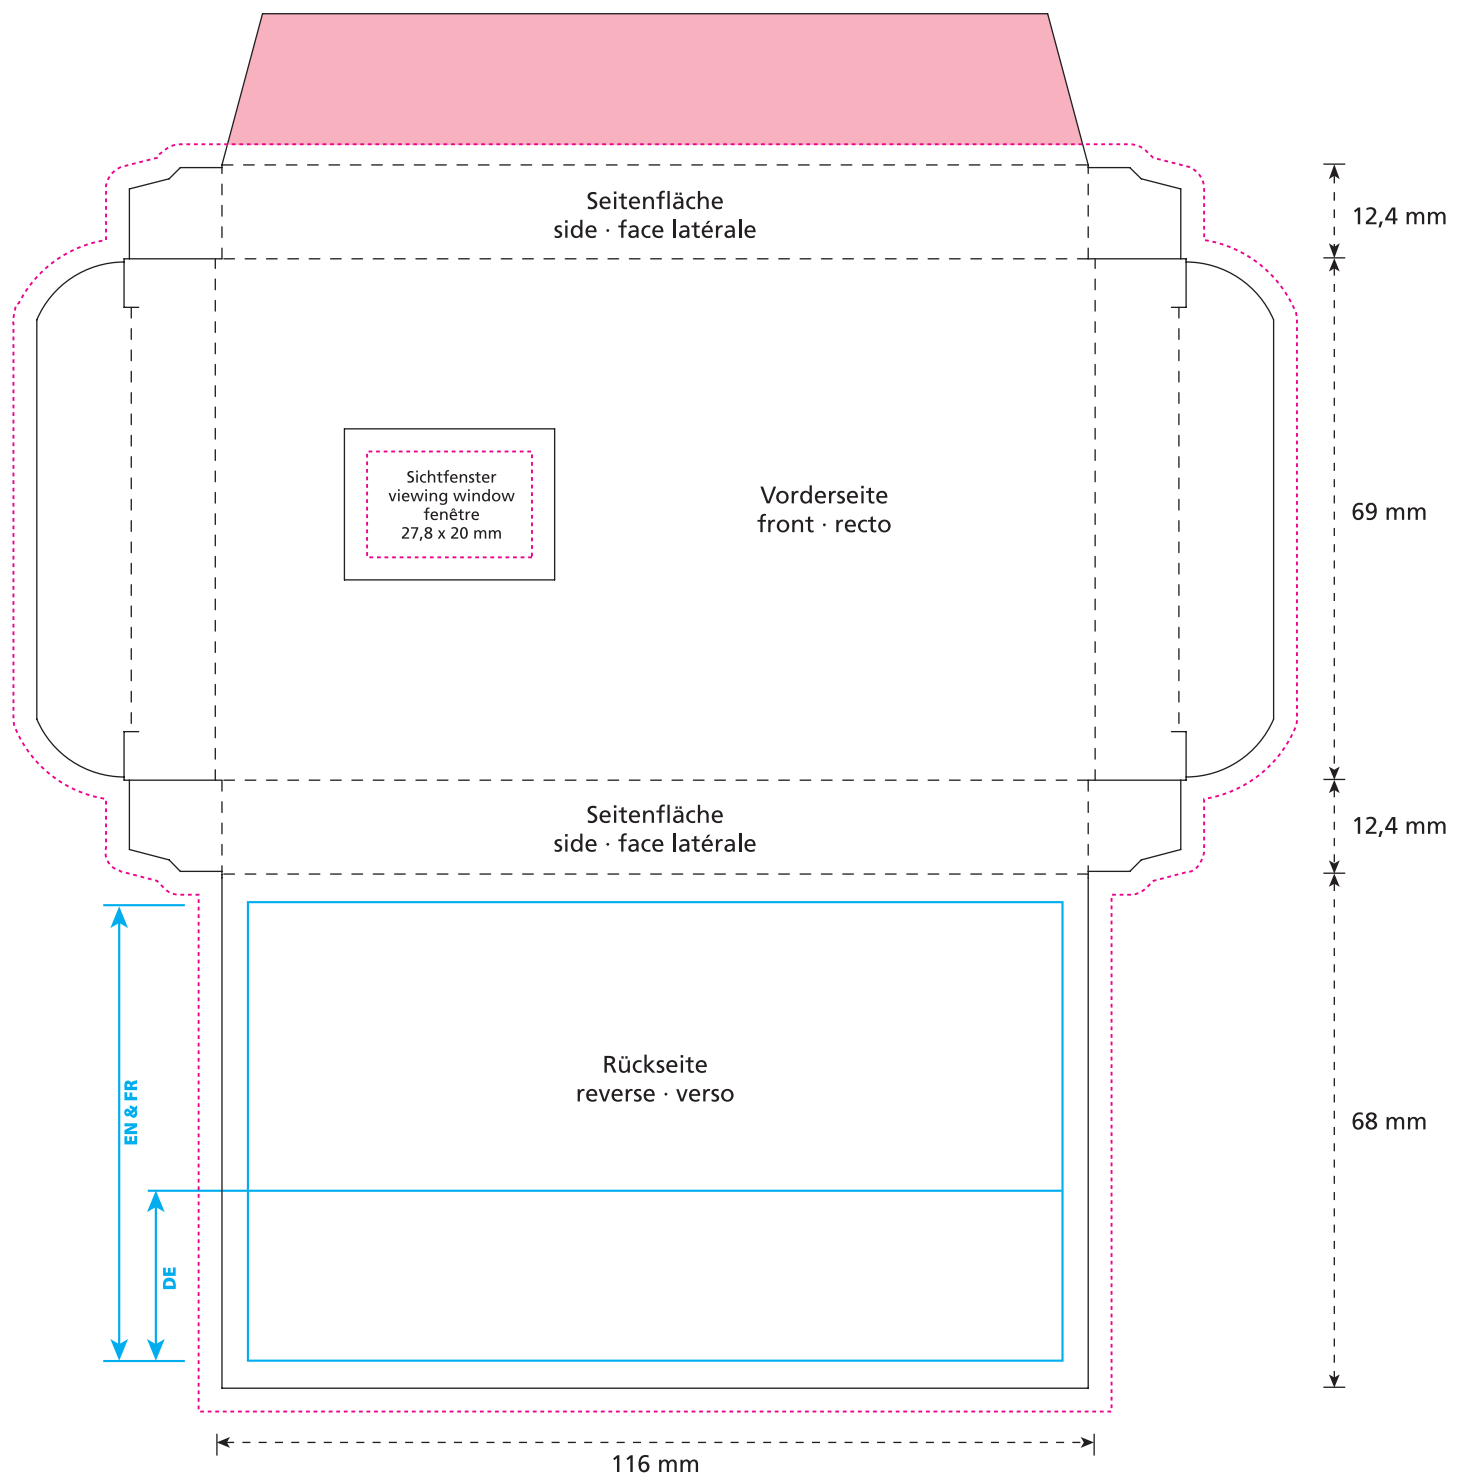 Seitenfläche
side · face latérale
12,4 mm
Sichtfenster
viewing window
fenêtre
27,8 x 20 mm
Vorderseite
front · recto
69 mm
Seitenfläche
side · face latérale
12,4 mm
Rückseite
reverse · verso
EN & FR
DE
68 mm
116 mm